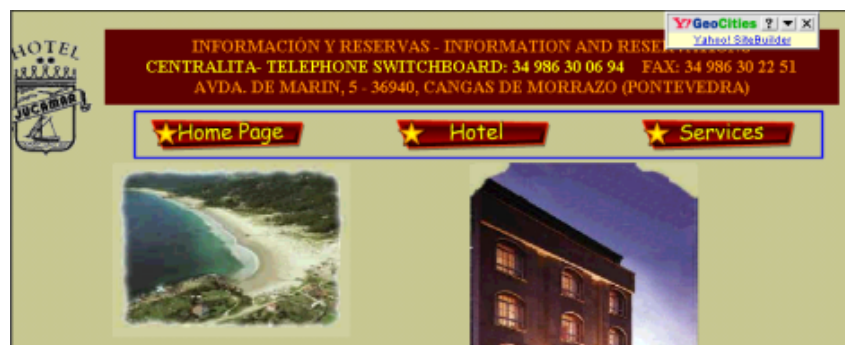 HOTEL
JUCAMAR
INFORMACIÓN Y RESERVAS - INFORMATION AND
CENTRALITA- TELEPHONE SWITCHBOARD: 34 986 30 06 94 FAX: 34 986 30 22 51
AVDA. DE MARIN, 5 - 36940, CANGAS DE MORRAZO (PONTEVEDRA)
Y! GeoCities ? X
Yahoo! SiteBuilder
Home Page
Hotel
Services